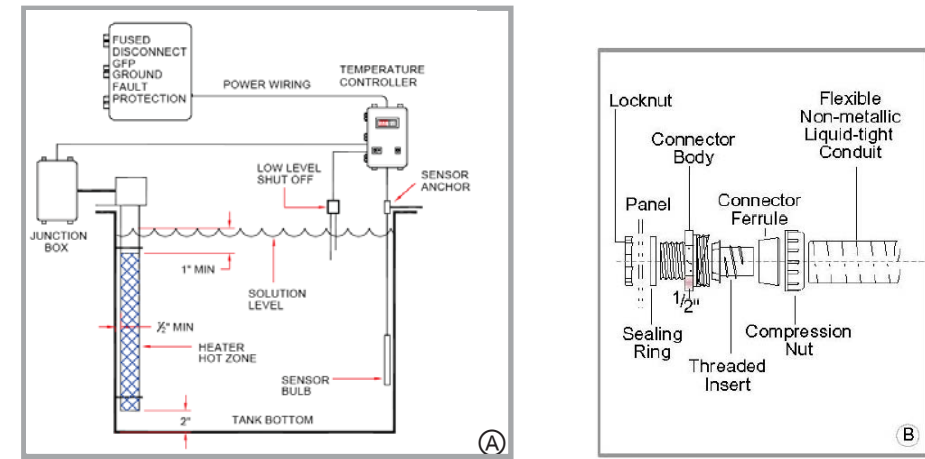 FUSED
DISCONNECT
GFP
GROUND
FAULT
PROTECTION
POWER WIRING
TEMPERATURE
CONTROLLER
LOW LEVEL
SHUT OFF
SENSOR
ANCHOR
JUNCTION
BOX
1" MIN
SOLUTION
LEVEL
½" MIN
HEATER
HOT ZONE
SENSOR
BULB
2"
TANK BOTTOM
A
Locknut
Flexible
Non-metallic
Liquid-tight
Conduit
Connector
Body
Panel
Connector
Ferrule
1/2"
Sealing
Ring
Compression
Nut
Threaded
Insert
B